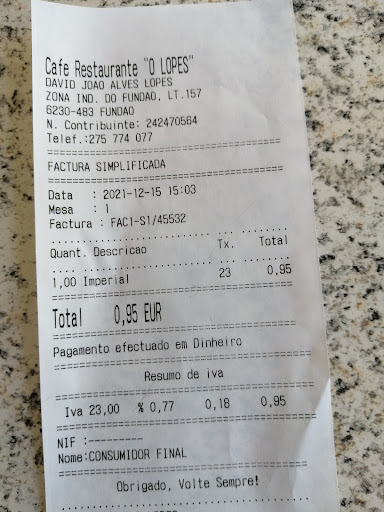 Cafe Restaurante "O LOPES"
DAVID JOAO ALVES LOPES
ZONA IND. DO FUNDAO, LT.157
6230-483 FUNDAO
N. Contribuinte: 242470564
Telef.:275 774 077
FACTURA SIMPLIFICADA
Data : 2021-12-15 15:03
Mesa : 1
Factura : FAC1-S1/45532
Quant. Descricao Tx. Total
1,00 Imperial 23 0,95
Total 0,95 EUR
Pagamento efectuado em Dinheiro
Resumo de iva
Iva 23,00 % 0,77 0,18 0,95
NIF :---------
Nome:CONSUMIDOR FINAL
Obrigado, Volte Sempre!